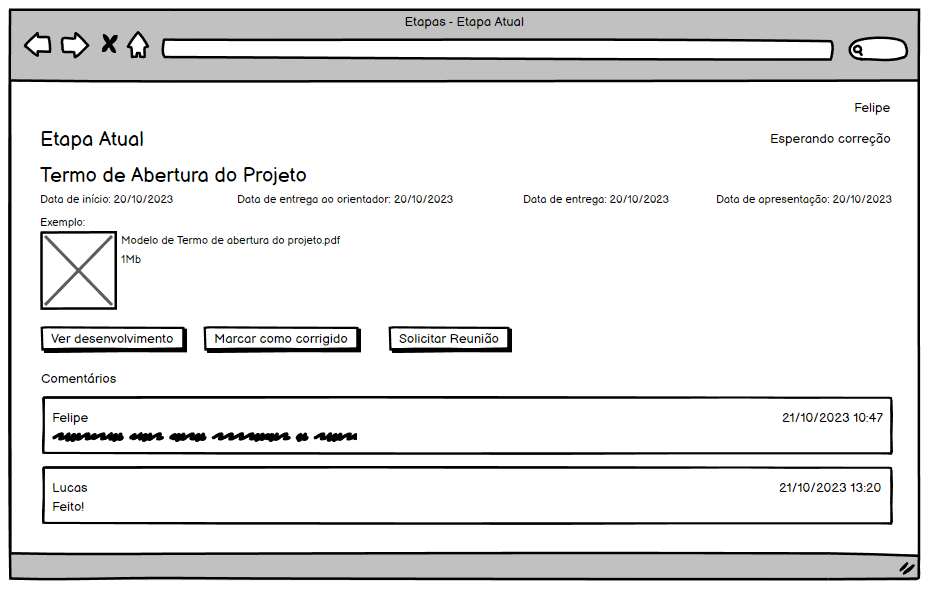 Etapas - Etapa Atual
Felipe
Etapa Atual
Esperando correção
Termo de Abertura do Projeto
Data de início: 20/10/2023 Data de entrega ao orientador: 20/10/2023 Data de entrega: 20/10/2023 Data de apresentação: 20/10/2023
Exemplo:
Modelo de Termo de abertura do projeto.pdf
1Mb
Ver desenvolvimento Marcar como corrigido Solicitar Reunião
Comentários
Felipe 21/10/2023 10:47
Lucas 21/10/2023 13:20
Feito!